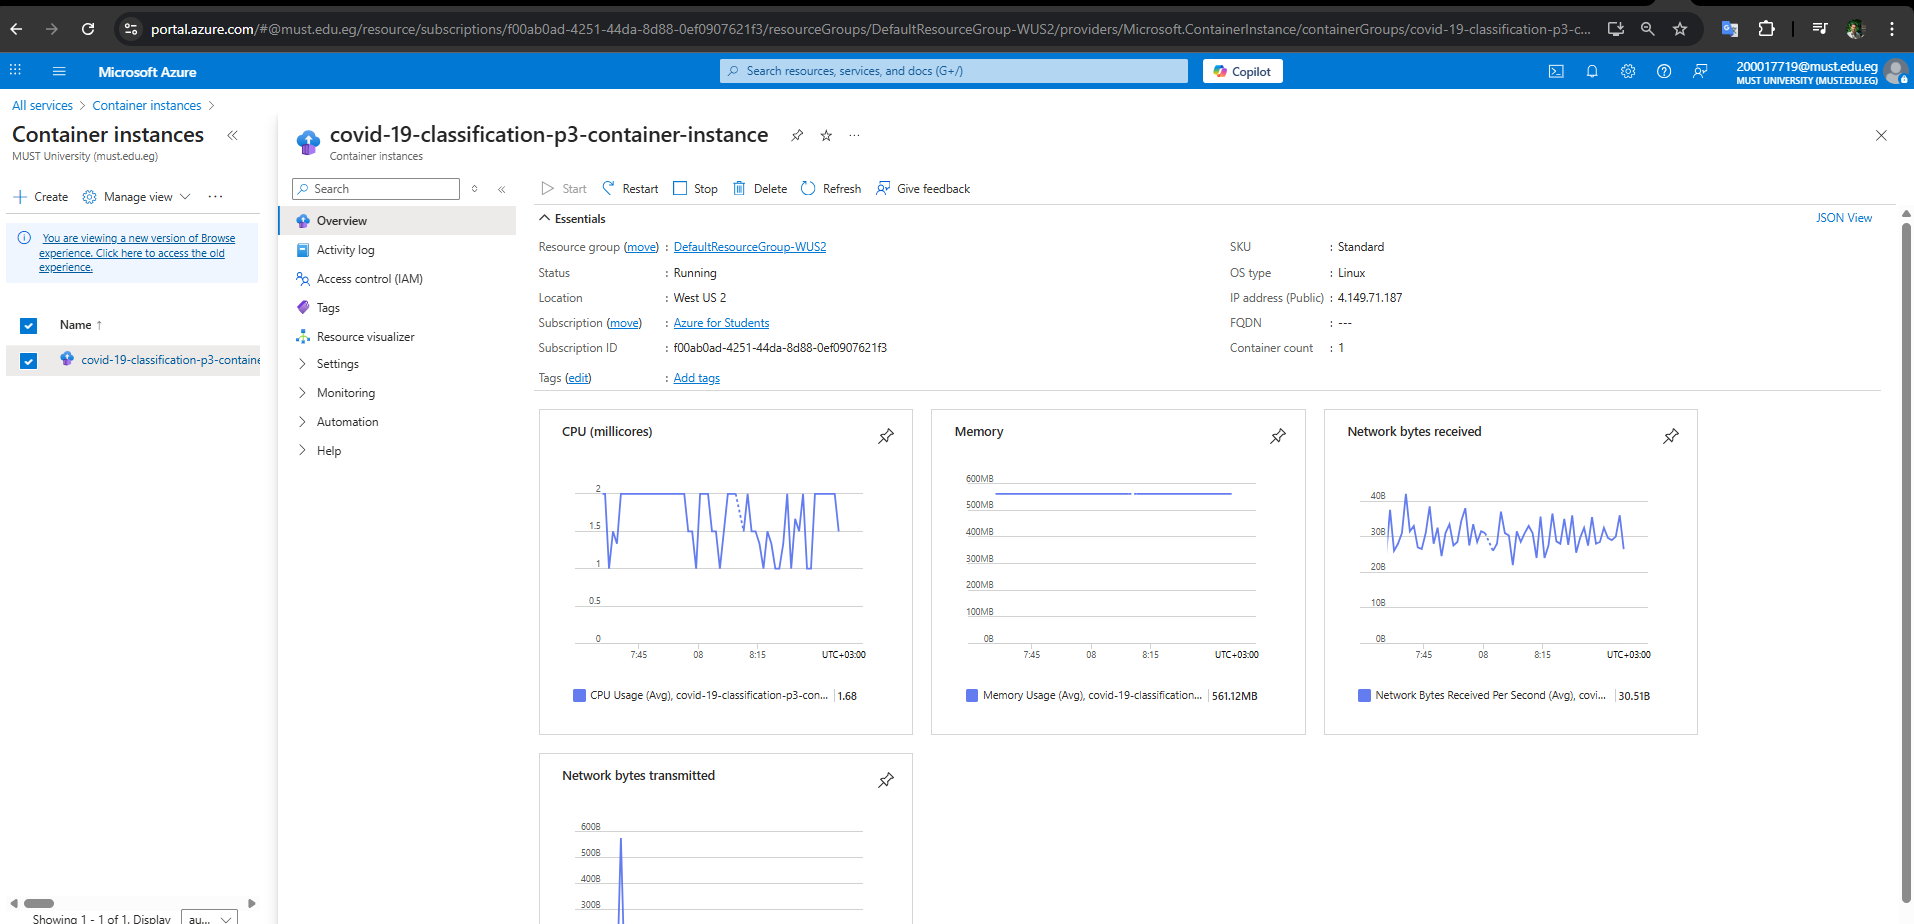 portal.azure.com/#@must.edu.eg/resource/subscriptions/f00ab0ad-4251-44da-8d88-0ef0907621f3/resourceGroups/DefaultResourceGroup-WUS2/providers/Microsoft.ContainerInstance/containerGroups/covid-19-classification-p3-c...
Microsoft Azure
Search resources, services, and docs (G+/)
Copilot
200017719@must.edu.eg
MUST UNIVERSITY (MUST.EDU.EG)
All services > Container instances >
Container instances
MUST University (must.edu.eg)
Create
Manage view
You are viewing a new version of Browse
experience. Click here to access the old
experience.
Name ↑
covid-19-classification-p3-containe
Showing 1 - 1 of 1. Display
au...
covid-19-classification-p3-container-instance
Container instances
Search
Overview
Activity log
Access control (IAM)
Tags
Resource visualizer
Settings
Monitoring
Automation
Help
Start
Restart
Stop
Delete
Refresh
Give feedback
Essentials
JSON View
Resource group (move) : DefaultResourceGroup-WUS2
Status : Running
Location : West US 2
Subscription (move) : Azure for Students
Subscription ID : f00ab0ad-4251-44da-8d88-0ef0907621f3
Tags (edit) : Add tags
SKU : Standard
OS type : Linux
IP address (Public) : 4.149.71.187
FQDN : ---
Container count : 1
CPU (millicores)
2
1.5
1
0.5
0
7:45 08 8:15 UTC+03:00
CPU Usage (Avg), covid-19-classification-p3-con... 1.68
Memory
600MB
500MB
400MB
300MB
200MB
100MB
0B
7:45 08 8:15 UTC+03:00
Memory Usage (Avg), covid-19-classification... 561.12MB
Network bytes received
40B
30B
20B
10B
0B
7:45 08 8:15 UTC+03:00
Network Bytes Received Per Second (Avg), covi... 30.51B
Network bytes transmitted
600B
500B
400B
300B